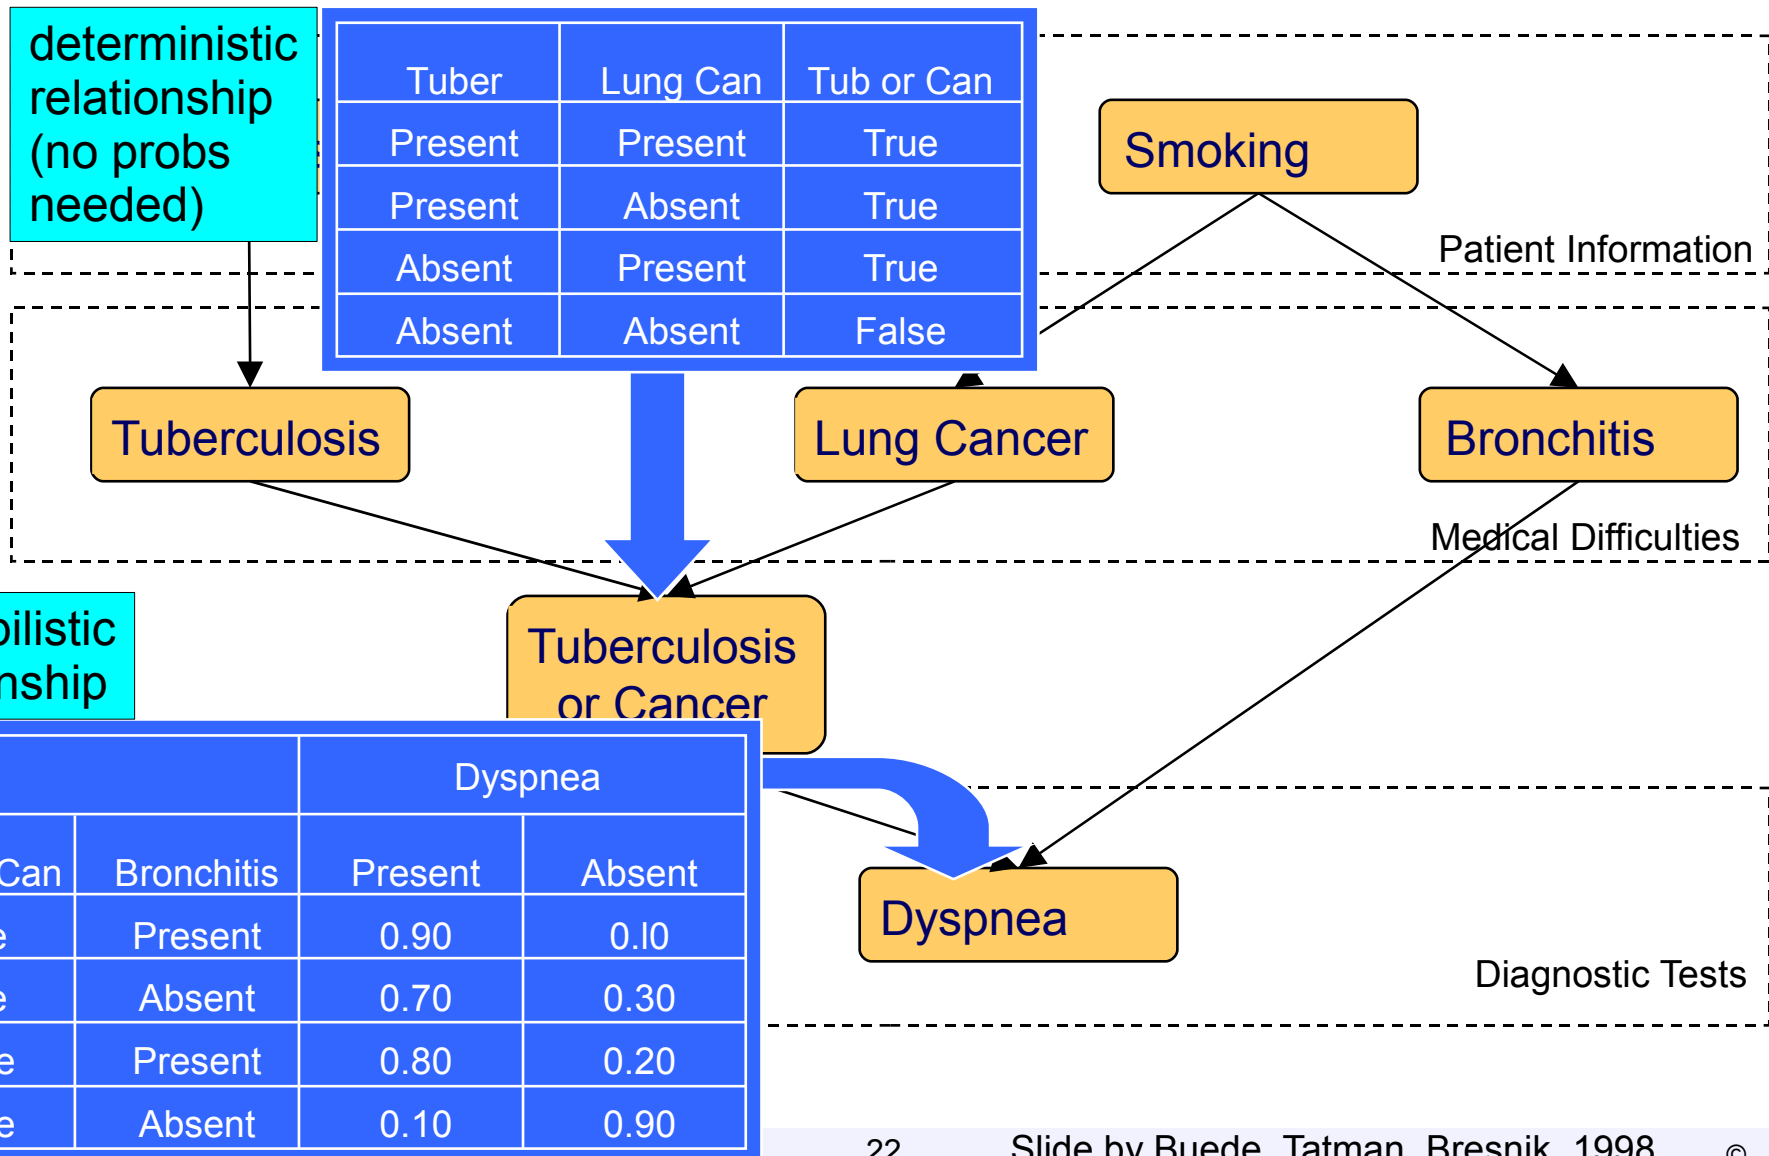 deterministic
relationship
(no probs
needed)
Tuber Lung Can Tub or Can
Present Present True
Present Absent True
Absent Present True
Absent Absent False
Smoking
Patient Information
Tuberculosis
Lung Cancer
Bronchitis
Medical Difficulties
Tuberculosis
or Cancer
bilistic
nship
Dyspnea
Can Bronchitis Present Absent
e Present 0.90 0.l0
e Absent 0.70 0.30
e Present 0.80 0.20
e Absent 0.10 0.90
Dyspnea
Diagnostic Tests
22 Slide by Buede, Tatman, Bresnik, 1998 ©